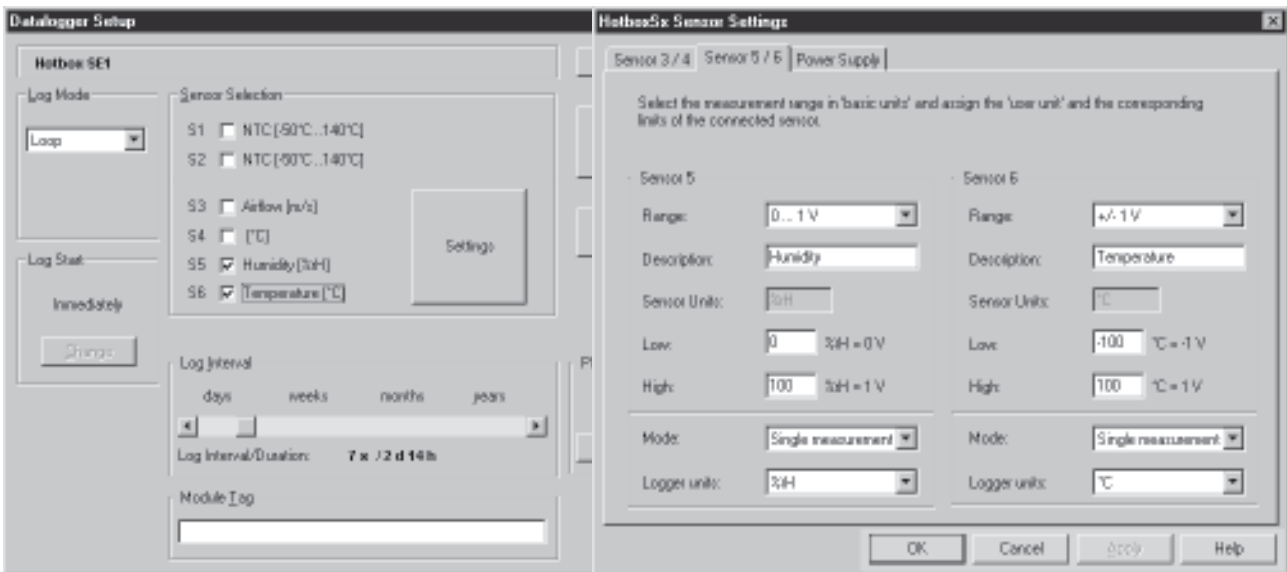 Datalogger Setup
Hotbox SE1
Log Mode
Loop
Sensor Selection
S1 NTC [-50°C..140°C]
S2 NTC [-50°C..140°C]
S3 Airflow [m/s]
S4 [°C]
S5 Humidity [%rH]
S6 Temperature [°C]
Settings
Log Start
Immediately
Change
Log Interval
days weeks months years
Log Interval/Duration: 7 s / 2 d 14 h
Module Tag
HotboxSx Sensor Settings
Sensor 3 / 4 Sensor 5 / 6 Power Supply
Select the measurement range in 'basic units' and assign the 'user unit' and the corresponding
limits of the connected sensor.
Sensor 5
Range: 0... 1 V
Description: Humidity
Sensor Units: %rH
Low: 0 %rH = 0 V
High: 100 %rH = 1 V
Mode: Single measurement
Logger units: %rH
Sensor 6
Range: +/- 1 V
Description: Temperature
Sensor Units: °C
Low: -100 °C = -1 V
High: 100 °C = 1 V
Mode: Single measurement
Logger units: °C
OK Cancel Apply Help